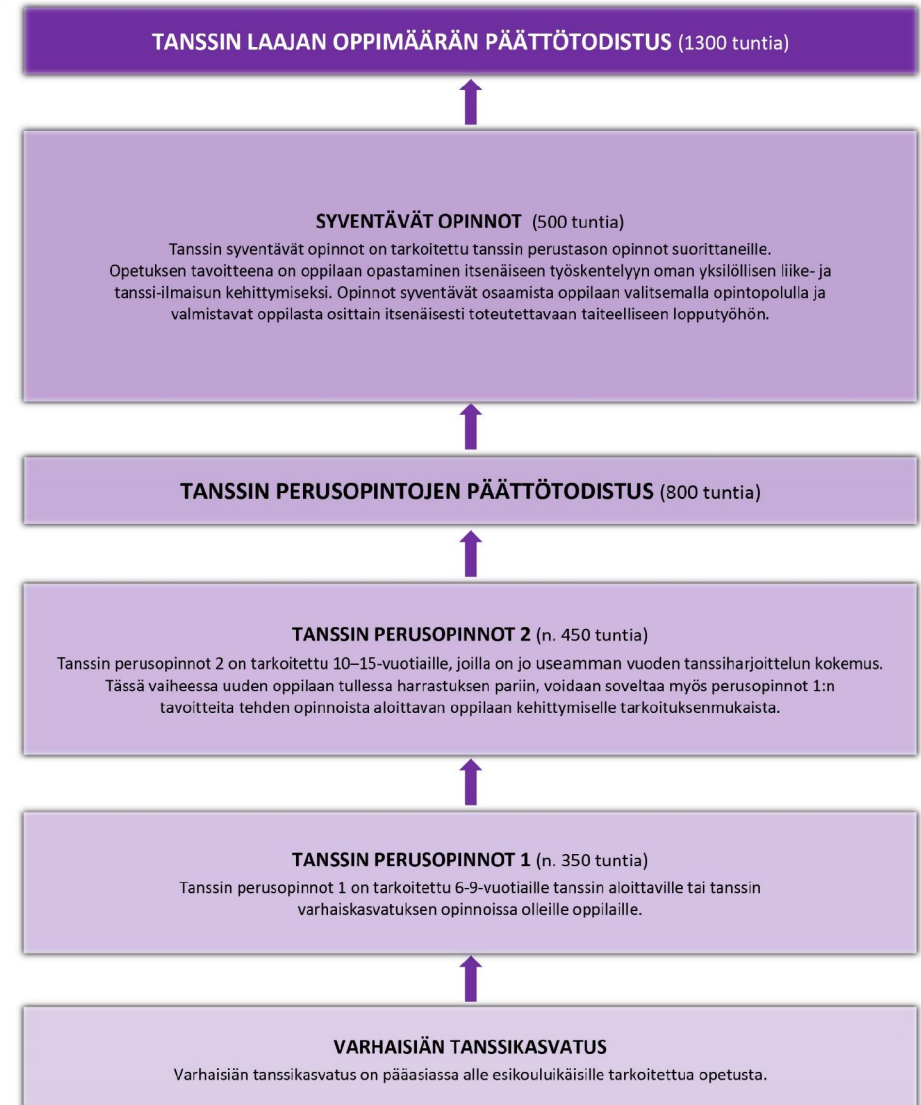 TANSSIN LAAJAN OPPIMÄÄRÄN PÄÄTTÖTODISTUS (1300 tuntia)
SYVENTÄVÄT OPINNOT (500 tuntia)
Tanssin syventävät opinnot on tarkoitettu tanssin perustason opinnot suorittaneille.
Opetuksen tavoitteena on oppilaan opastaminen itsenäiseen työskentelyyn oman yksilöllisen liike- ja
tanssi-ilmaisun kehittymiseksi. Opinnot syventävät osaamista oppilaan valitsemalla opintopolulla ja
valmistavat oppilasta osittain itsenäisesti toteutettavaan taiteelliseen lopputyöhön.
TANSSIN PERUSOPINTOJEN PÄÄTTÖTODISTUS (800 tuntia)
TANSSIN PERUSOPINNOT 2 (n. 450 tuntia)
Tanssin perusopinnot 2 on tarkoitettu 10–15-vuotiaille, joilla on jo useamman vuoden tanssiharjoittelun kokemus.
Tässä vaiheessa uuden oppilaan tullessa harrastuksen pariin, voidaan soveltaa myös perusopinnot 1:n
tavoitteita tehden opinnoista aloittavan oppilaan kehittymiselle tarkoituksenmukaista.
TANSSIN PERUSOPINNOT 1 (n. 350 tuntia)
Tanssin perusopinnot 1 on tarkoitettu 6-9-vuotiaille tanssin aloittaville tai tanssin
varhaiskasvatuksen opinnoissa olleille oppilaille.
VARHAISIÄN TANSSIKASVATUS
Varhaisiän tanssikasvatus on pääasiassa alle esikouluikäisille tarkoitettua opetusta.